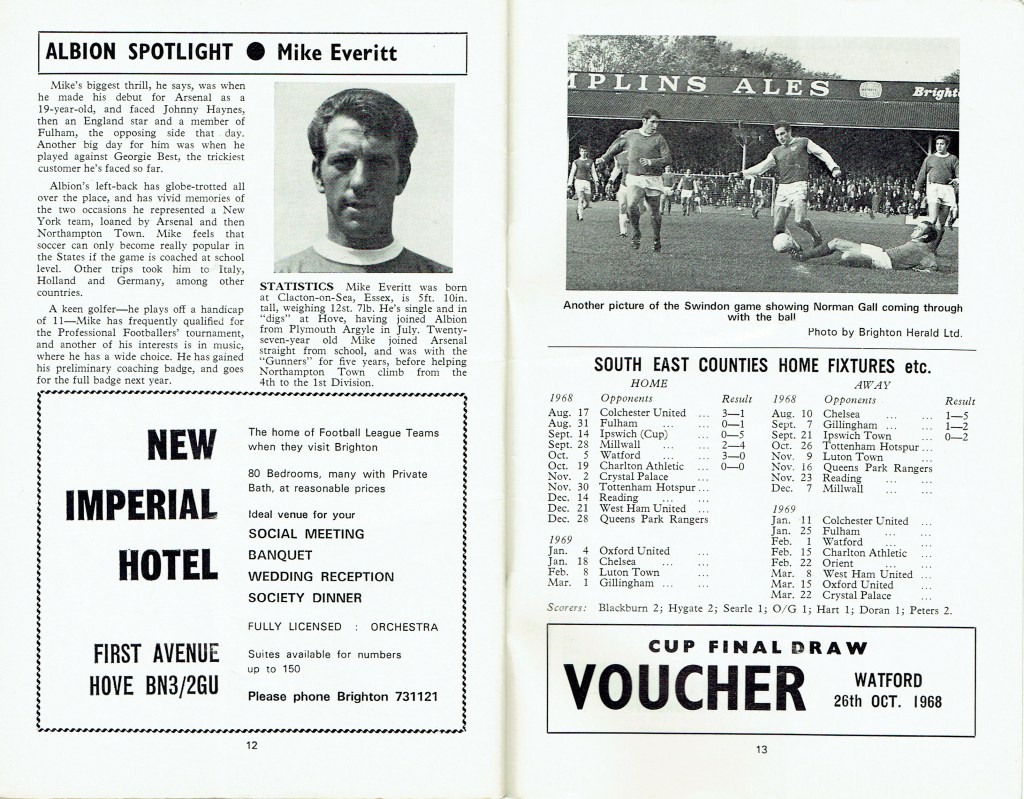 ALBION SPOTLIGHT ● Mike Everitt
Mike's biggest thrill, he says, was when
he made his debut for Arsenal as a
19-year-old, and faced Johnny Haynes,
then an England star and a member of
Fulham, the opposing side that day.
Another big day for him was when he
played against Georgie Best, the trickiest
customer he's faced so far.
Albion's left-back has globe-trotted all
over the place, and has vivid memories of
the two occasions he represented a New
York team, loaned by Arsenal and then
Northampton Town. Mike feels that
soccer can only become really popular in
the States if the game is coached at school
level. Other trips took him to Italy,
Holland and Germany, among other
countries.
A keen golfer—he plays off a handicap
of 11—Mike has frequently qualified for
the Professional Footballers' tournament,
and another of his interests is in music,
where he has a wide choice. He has gained
his preliminary coaching badge, and goes
for the full badge next year.
STATISTICS Mike Everitt was born
at Clacton-on-Sea, Essex, is 5ft. 10in.
tall, weighing 12st. 7lb. He's single and in
"digs" at Hove, having joined Albion
from Plymouth Argyle in July. Twenty-
seven-year old Mike joined Arsenal
straight from school, and was with the
"Gunners" for five years, before helping
Northampton Town climb from the
4th to the 1st Division.
NEW
IMPERIAL
HOTEL
FIRST AVENUE
HOVE BN3/2GU
The home of Football League Teams
when they visit Brighton
80 Bedrooms, many with Private
Bath, at reasonable prices
Ideal venue for your
SOCIAL MEETING
BANQUET
WEDDING RECEPTION
SOCIETY DINNER
FULLY LICENSED : ORCHESTRA
Suites available for numbers
up to 150
Please phone Brighton 731121
12
MPLINS ALES
Bright
Another picture of the Swindon game showing Norman Gall coming through
with the ball
Photo by Brighton Herald Ltd.
SOUTH EAST COUNTIES HOME FIXTURES etc.
HOME
1968 Opponents Result
Aug. 17 Colchester United ... 3—1
Aug. 31 Fulham ... ... 0—1
Sept. 14 Ipswich (Cup) ... 0—5
Sept. 28 Millwall ... ... 2—4
Oct. 5 Watford ... ... 3—0
Oct. 19 Charlton Athletic ... 0—0
Nov. 2 Crystal Palace ...
Nov. 30 Tottenham Hotspur ...
Dec. 14 Reading ... ...
Dec. 21 West Ham United ...
Dec. 28 Queens Park Rangers
1969
Jan. 4 Oxford United ...
Jan. 18 Chelsea ... ...
Feb. 8 Luton Town ...
Mar. 1 Gillingham ... ...
AWAY
1968 Opponents Result
Aug. 10 Chelsea ... ... 1—5
Sept. 7 Gillingham ... ... 1—2
Sept. 21 Ipswich Town ... 0—2
Oct. 26 Tottenham Hotspur ...
Nov. 9 Luton Town ...
Nov. 16 Queens Park Rangers
Nov. 23 Reading ... ...
Dec. 7 Millwall ... ...
1969
Jan. 11 Colchester United ...
Jan. 25 Fulham ... ...
Feb. 1 Watford ... ...
Feb. 15 Charlton Athletic ...
Feb. 22 Orient ... ...
Mar. 8 West Ham United ...
Mar. 15 Oxford United ...
Mar. 22 Crystal Palace ...
Scorers: Blackburn 2; Hygate 2; Searle 1; O/G 1; Hart 1; Doran 1; Peters 2.
CUP FINAL DRAW
VOUCHER
WATFORD
26th OCT. 1968
13